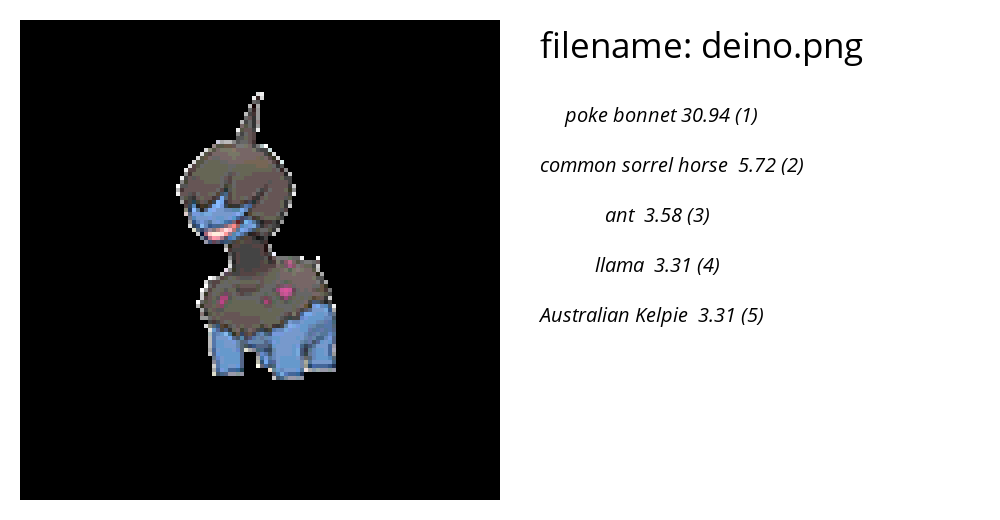 filename: deino.png
poke bonnet 30.94 (1)
common sorrel horse 5.72 (2)
ant 3.58 (3)
llama 3.31 (4)
Australian Kelpie 3.31 (5)